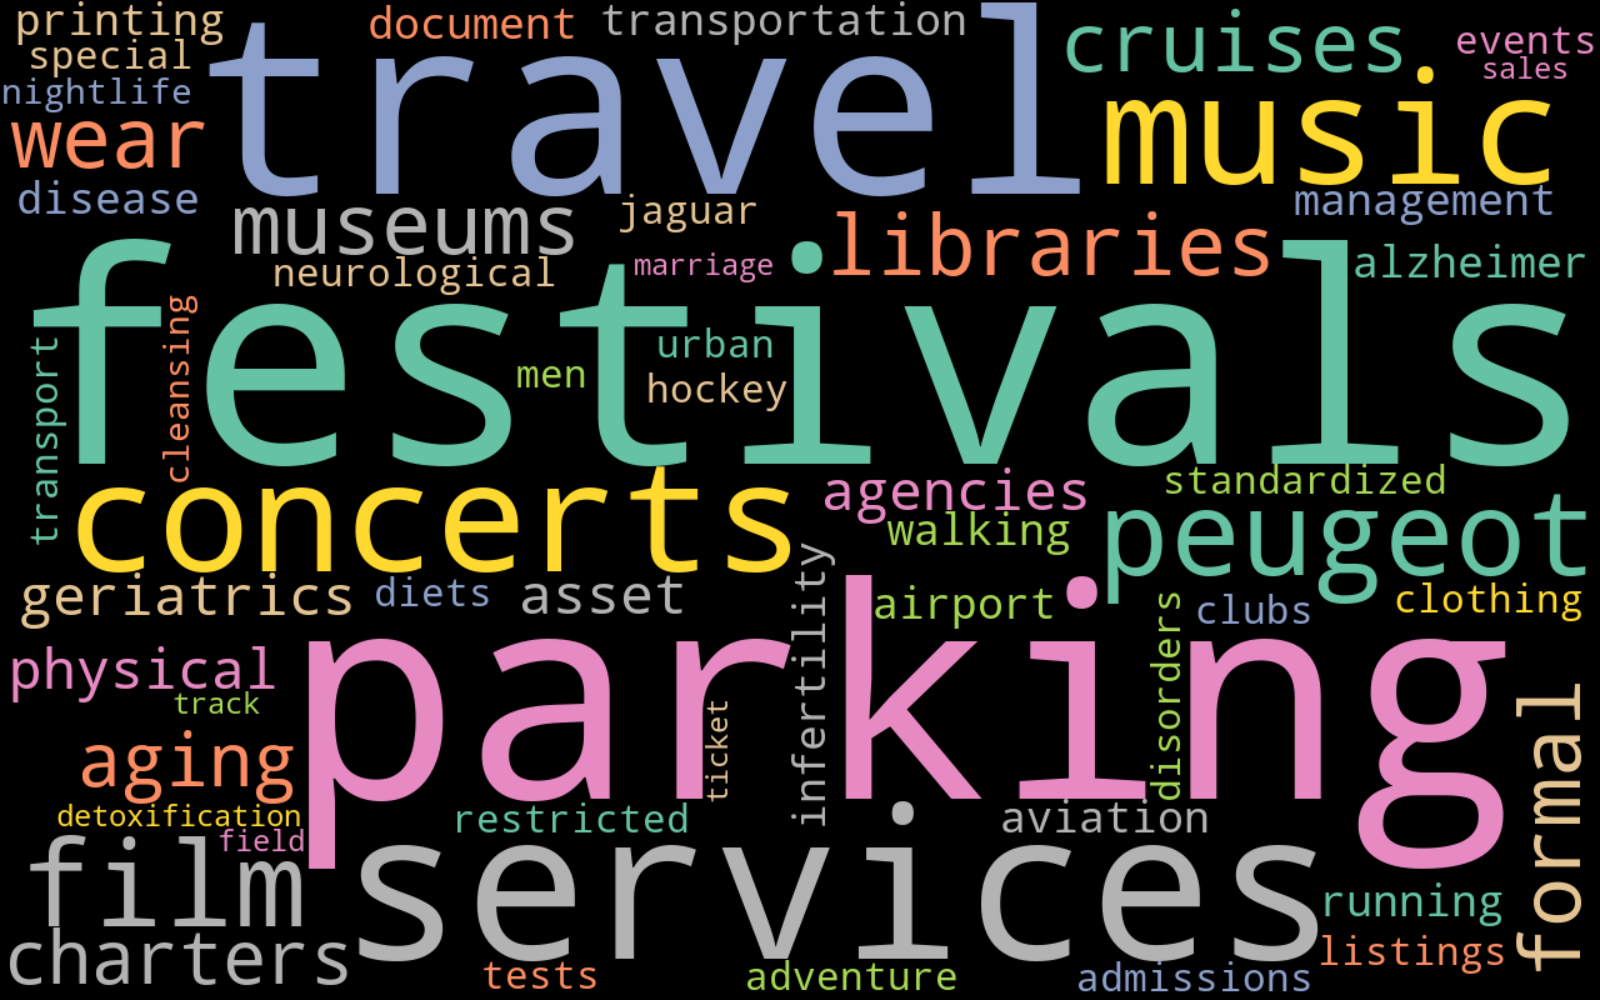 printing
document
transportation
cruises
events
special
sales
nightlife
travel
music
wear
disease
museums
jaguar
libraries
management
neurological
marriage
alzheimer
festivals
cleansing
transport
urban
men
hockey
concerts
agencies
standardized
walking
peugeot
geriatrics
diets
asset
infertility
airport
disorders
clubs
clothing
physical
parking
track
ticket
formal
aging
detoxification
restricted
aviation
field
film
services
running
charters
listings
tests
adventure
admissions